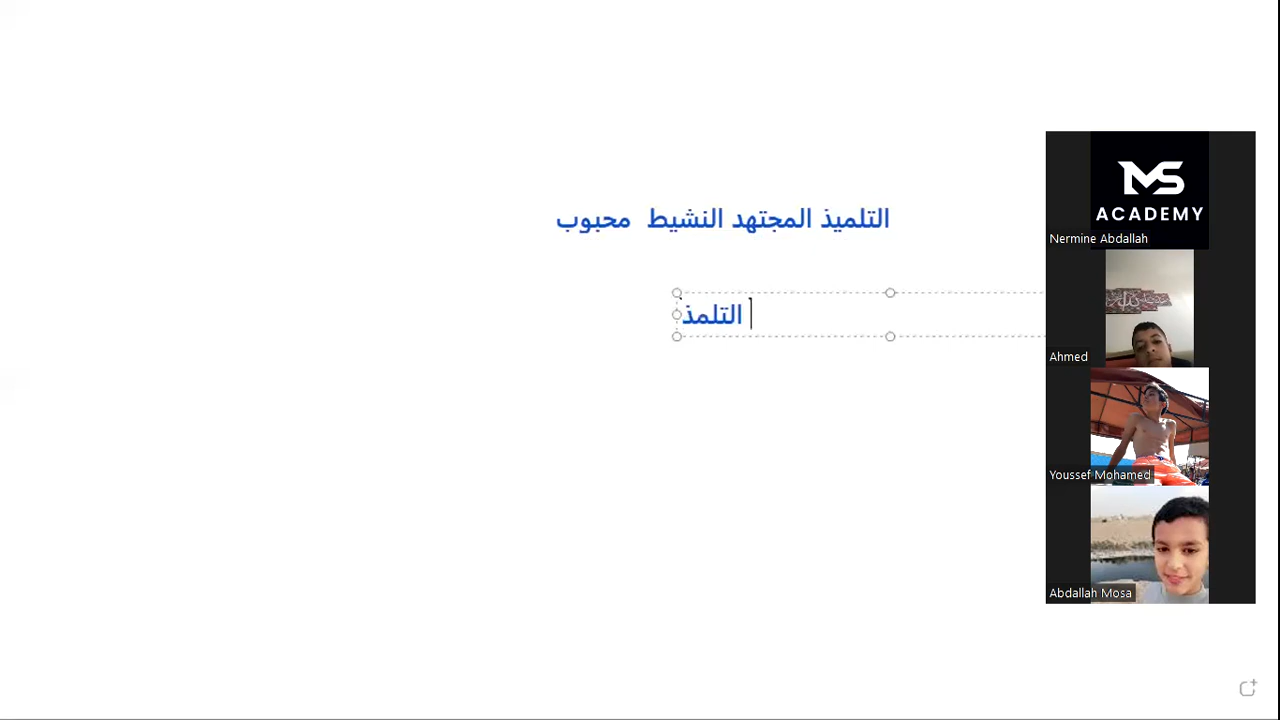 التلميذ المجتهد النشيط محبوب
التلمذ
MS
ACADEMY
Nermine Abdallah
Ahmed
Youssef Mohamed
Abdallah Mosa